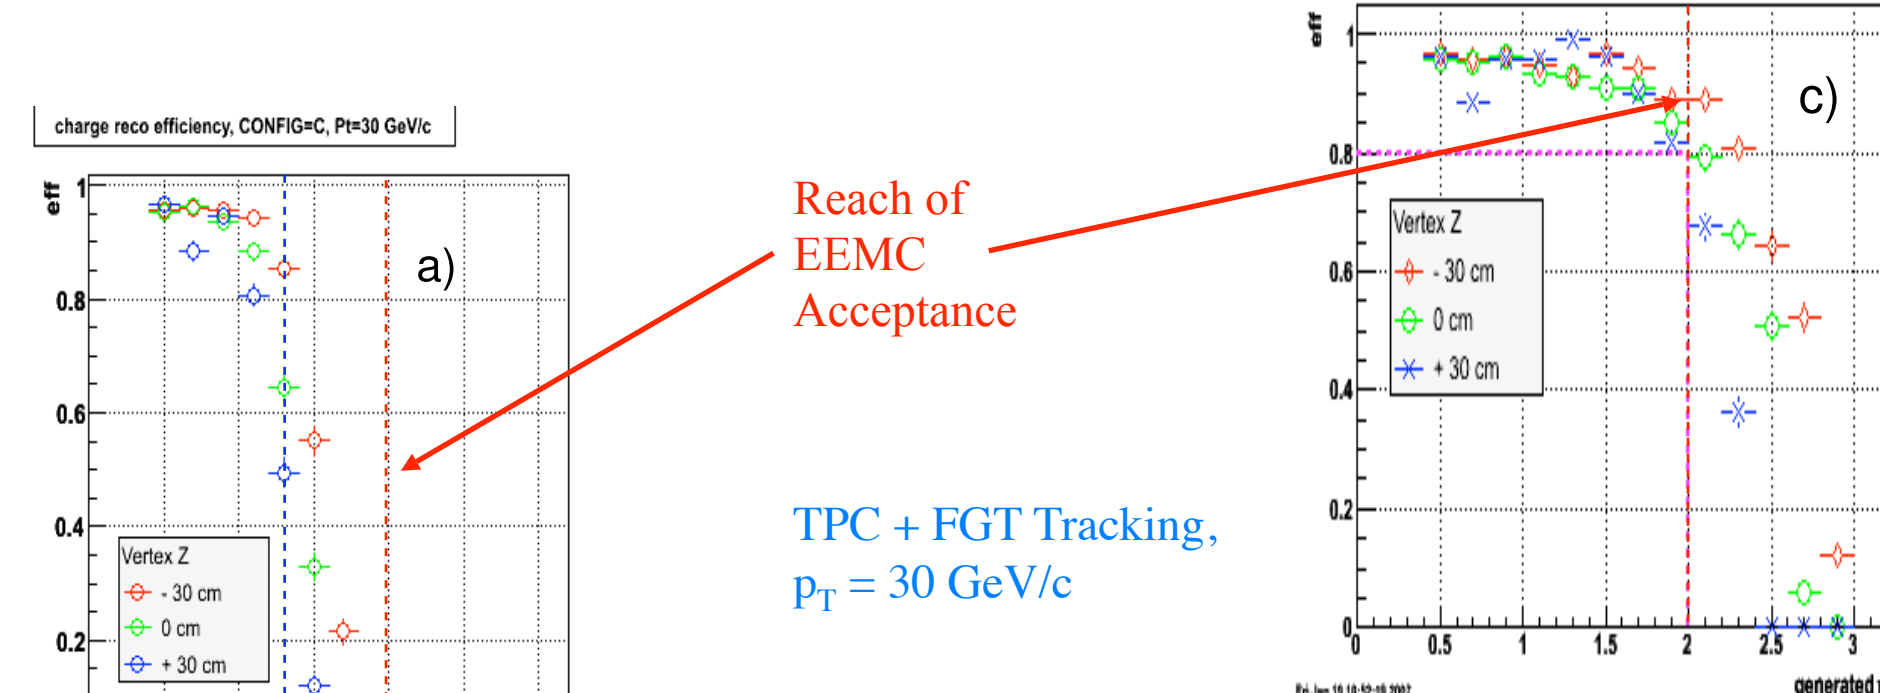 charge reco efficiency, CONFIG=C, Pt=30 GeV/c
eff
1
0.8
0.6
0.4
0.2
a)
Vertex Z
- 30 cm
0 cm
+ 30 cm
Reach of
EEMC
Acceptance
TPC + FGT Tracking,
pT = 30 GeV/c
eff
1
0.8
0.6
0.4
0.2
0
c)
Vertex Z
- 30 cm
0 cm
+ 30 cm
0 0.5 1 1.5 2 2.5 3
generated